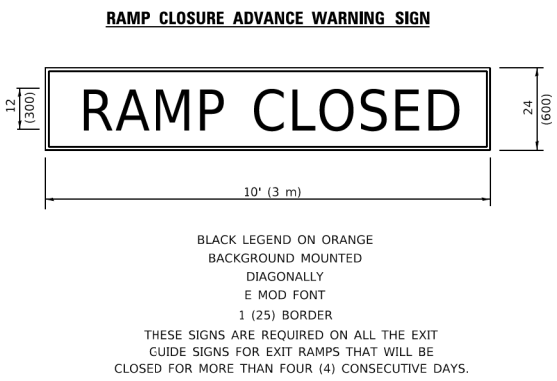 RAMP CLOSURE ADVANCE WARNING SIGN
RAMP CLOSED
12
(300)
24
(600)
10' (3 m)
BLACK LEGEND ON ORANGE
BACKGROUND MOUNTED
DIAGONALLY
E MOD FONT
1 (25) BORDER
THESE SIGNS ARE REQUIRED ON ALL THE EXIT
GUIDE SIGNS FOR EXIT RAMPS THAT WILL BE
CLOSED FOR MORE THAN FOUR (4) CONSECUTIVE DAYS.